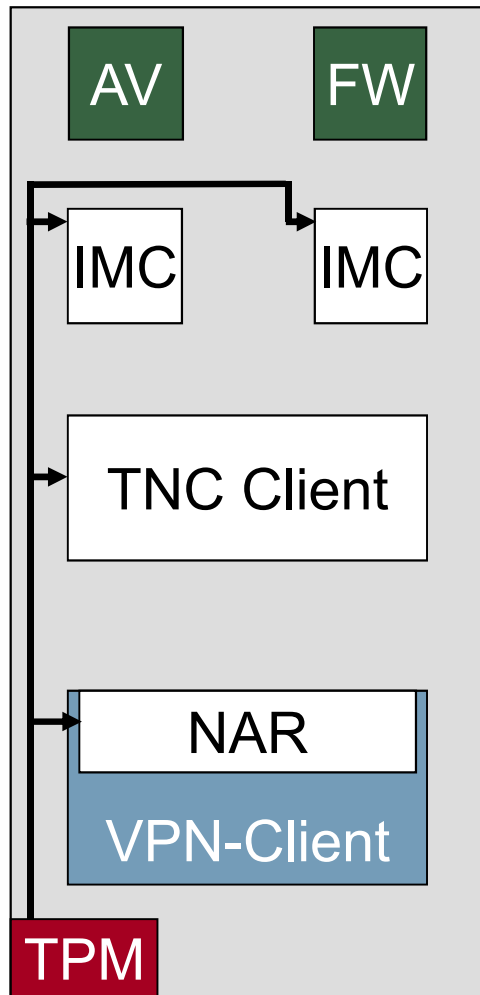 AV
FW
IMC
IMC
TNC Client
NAR
VPN-Client
TPM